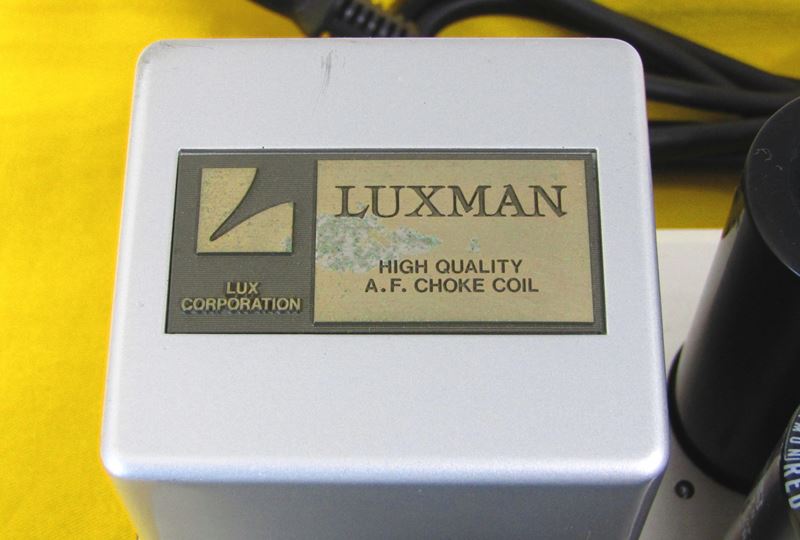 LUXMAN
HIGH QUALITY
A.F. CHOKE COIL
LUX
CORPORATION